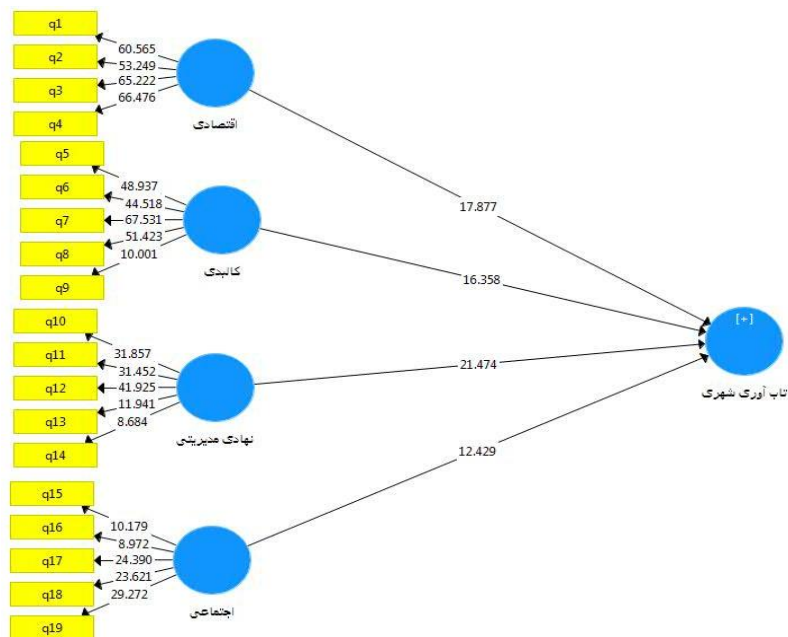 q1
q2
q3
q4
60.565
53.249
65.222
66.476
اقتصادی
q5
q6
q7
q8
q9
48.937
44.518
67.531
51.423
10.001
کالبدی
q10
q11
q12
q13
q14
31.857
31.452
41.925
11.941
8.684
نهادی مدیریتی
q15
q16
q17
q18
q19
10.179
8.972
24.390
23.621
29.272
اجتماعی
17.877
16.358
21.474
12.429
[+]
تاب آوری شهری